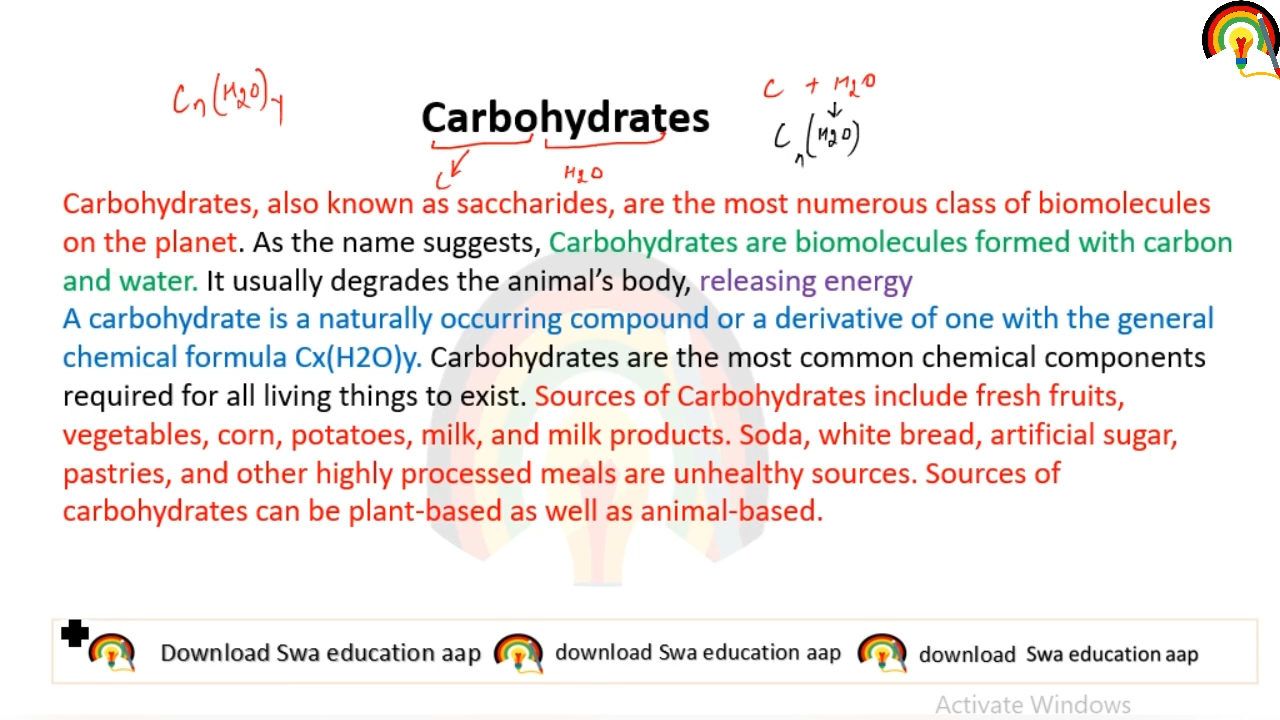 Cn(H2O)y
C + H2O
Carbohydrates
Cn(H2O)
C
H2O
Carbohydrates, also known as saccharides, are the most numerous class of biomolecules
on the planet. As the name suggests, Carbohydrates are biomolecules formed with carbon
and water. It usually degrades the animal’s body, releasing energy
A carbohydrate is a naturally occurring compound or a derivative of one with the general
chemical formula Cx(H2O)y. Carbohydrates are the most common chemical components
required for all living things to exist. Sources of Carbohydrates include fresh fruits,
vegetables, corn, potatoes, milk, and milk products. Soda, white bread, artificial sugar,
pastries, and other highly processed meals are unhealthy sources. Sources of
carbohydrates can be plant-based as well as animal-based.
Download Swa education aap download Swa education aap download Swa education aap
Activate Windows